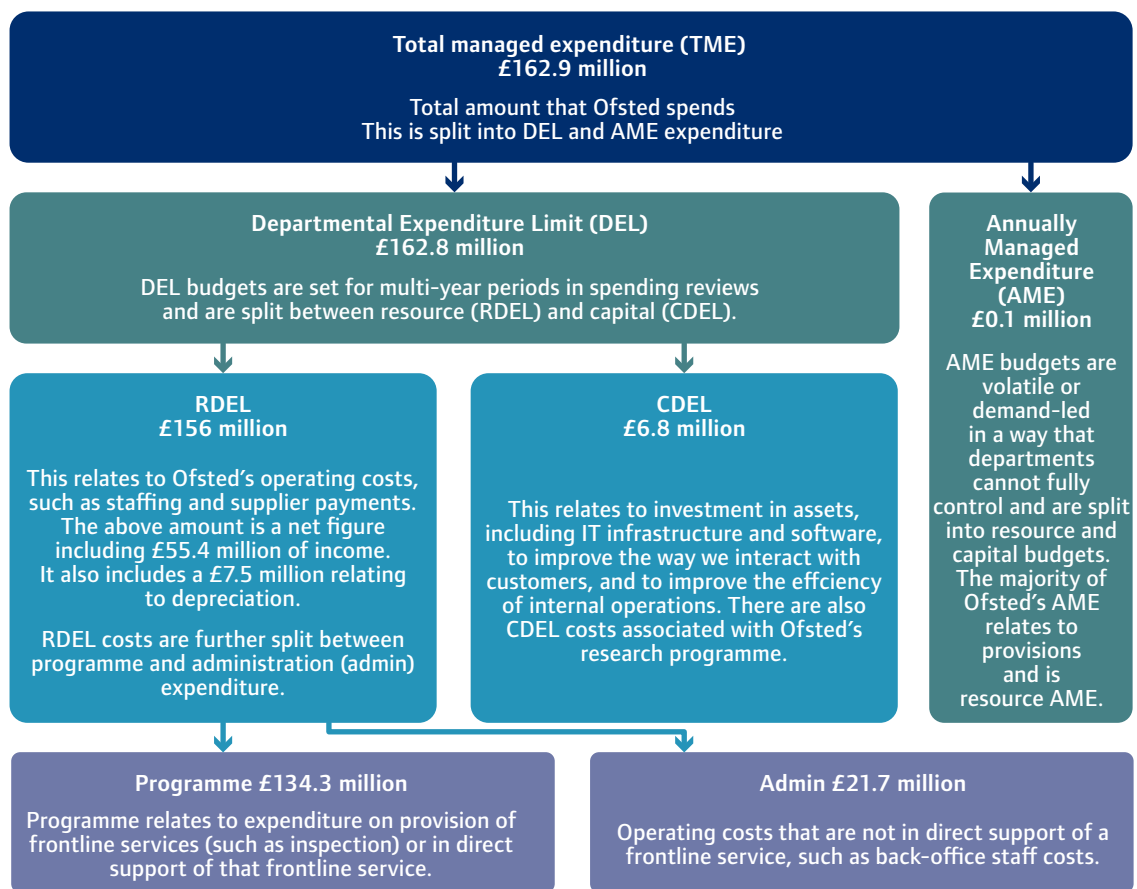 Total managed expenditure (TME)
£162.9 million
Total amount that Ofsted spends
This is split into DEL and AME expenditure
Departmental Expenditure Limit (DEL)
£162.8 million
DEL budgets are set for multi-year periods in spending reviews
and are split between resource (RDEL) and capital (CDEL).
Annually
Managed
Expenditure
(AME)
£0.1 million
AME budgets are
volatile or
demand-led
in a way that
departments
cannot fully
control and are split
into resource and
capital budgets.
The majority of
Ofsted's AME
relates to
provisions
and is
resource AME.
RDEL
£156 million
This relates to Ofsted's operating costs,
such as staffing and supplier payments.
The above amount is a net figure
including £55.4 million of income.
It also includes a £7.5 million relating
to depreciation.
RDEL costs are further split between
programme and administration (admin)
expenditure.
CDEL
£6.8 million
This relates to investment in assets,
including IT infrastructure and software,
to improve the way we interact with
customers, and to improve the effciency
of internal operations. There are also
CDEL costs associated with Ofsted's
research programme.
Programme £134.3 million
Programme relates to expenditure on provision of
frontline services (such as inspection) or in direct
support of that frontline service.
Admin £21.7 million
Operating costs that are not in direct support of a
frontline service, such as back-office staff costs.